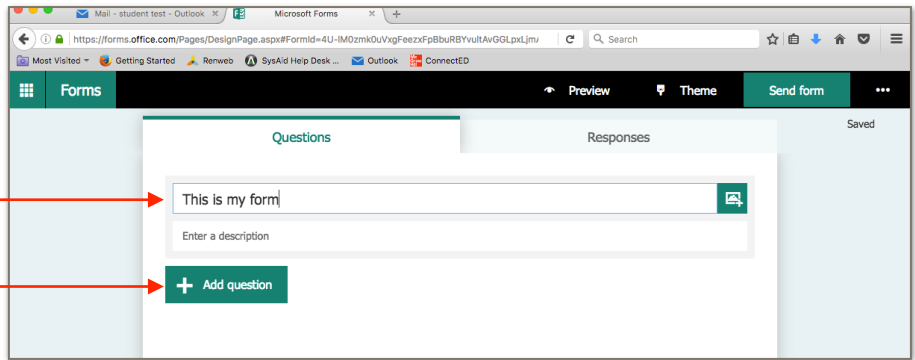 Mail - student test - Outlook
Microsoft Forms
https://forms.office.com/Pages/DesignPage.aspx#FormId=4U-
Search
Most Visited
Getting Started
Renweb
SysAid Help Desk ...
Outlook
ConnectED
Forms
Preview
Theme
Send form
Saved
Questions
Responses
This is my form
Enter a description
Add question